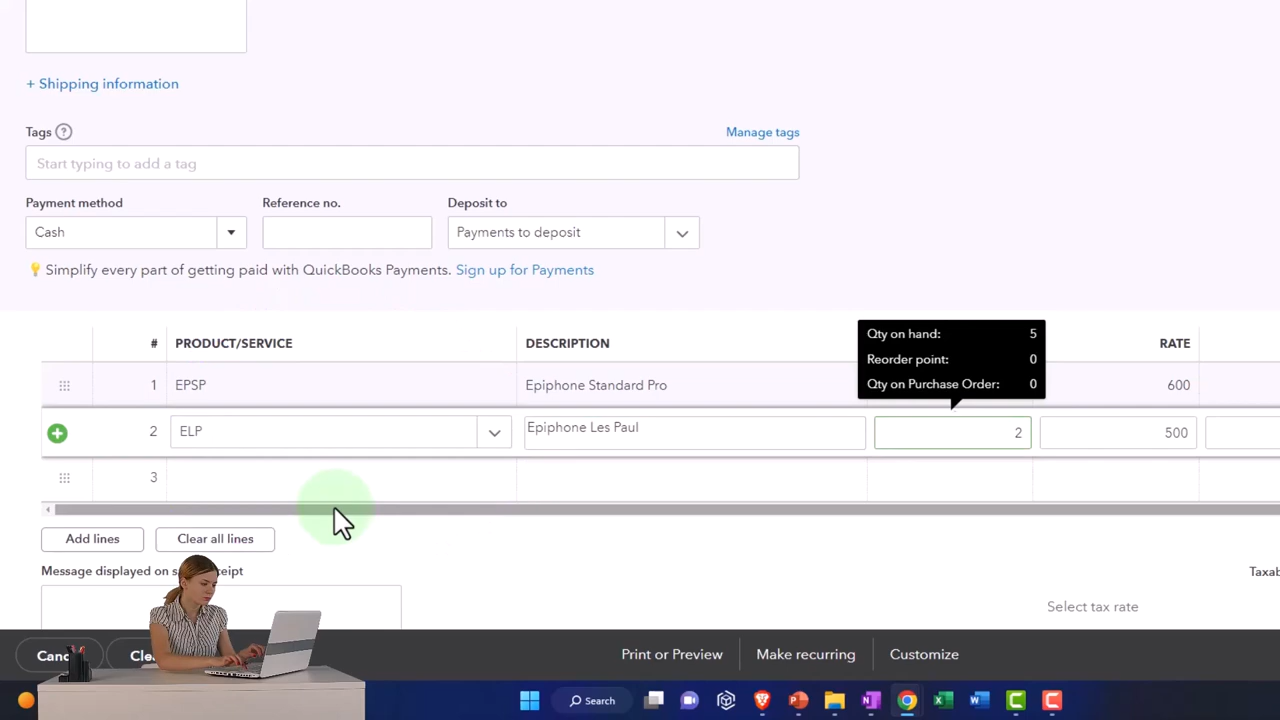 + Shipping information
Tags ?
Manage tags
Start typing to add a tag
Payment method
Reference no.
Deposit to
Cash
Payments to deposit
Simplify every part of getting paid with QuickBooks Payments. Sign up for Payments
Qty on hand: 5
Reorder point: 0
Qty on Purchase Order: 0
# PRODUCT/SERVICE DESCRIPTION RATE
1 EPSP Epiphone Standard Pro 600
2 ELP Epiphone Les Paul 2 500
3
Add lines
Clear all lines
Message displayed on
Select tax rate
Print or Preview
Make recurring
Customize
Search